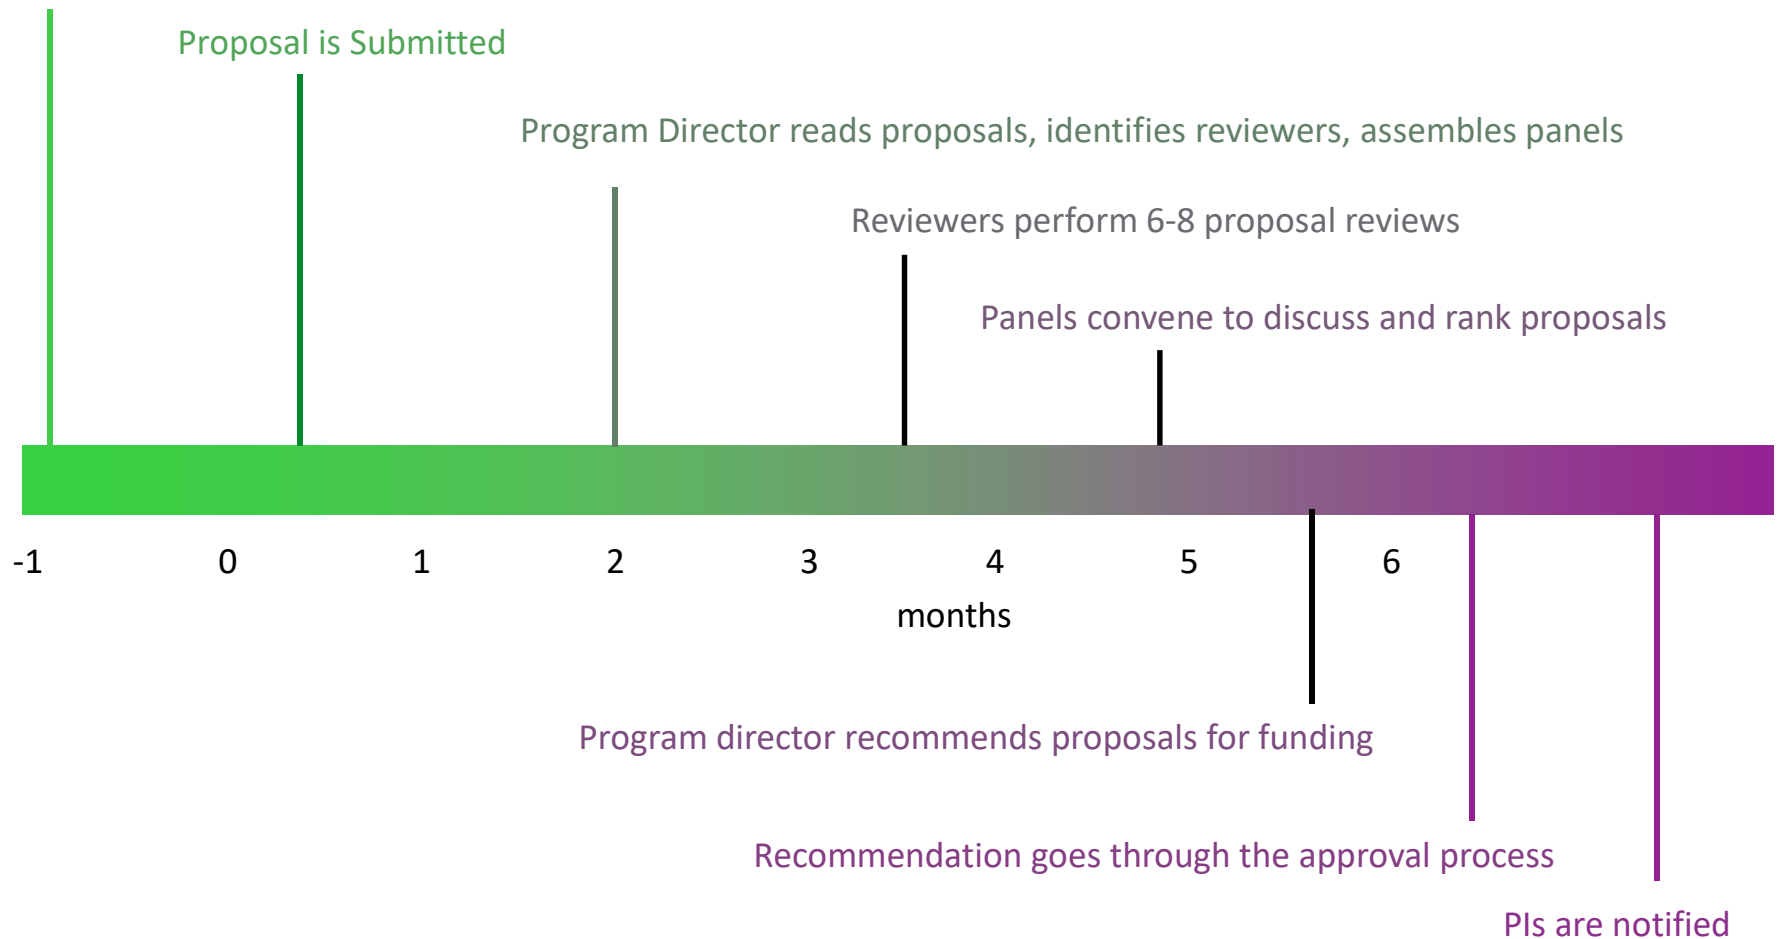 Proposal is Submitted
Program Director reads proposals, identifies reviewers, assembles panels
Reviewers perform 6-8 proposal reviews
Panels convene to discuss and rank proposals
-1 0 1 2 3 4 5 6
months
Program director recommends proposals for funding
Recommendation goes through the approval process
PIs are notified